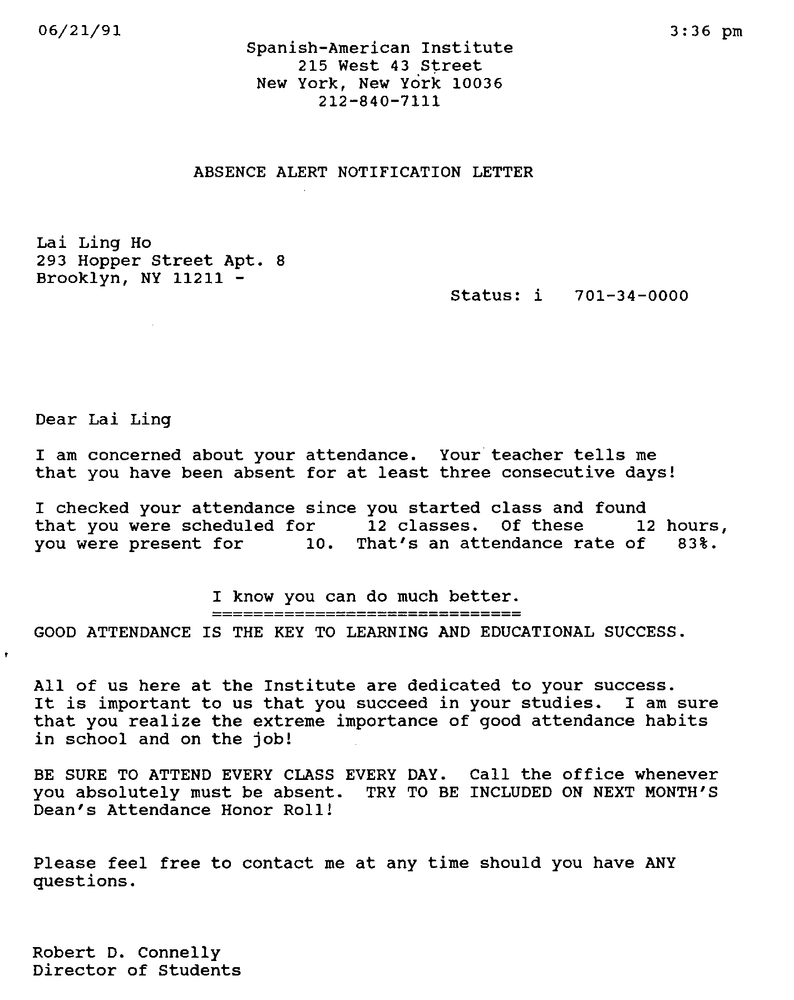 06/21/91 3:36 pm
Spanish-American Institute
215 West 43 Street
New York, New York 10036
212-840-7111
ABSENCE ALERT NOTIFICATION LETTER
Lai Ling Ho
293 Hopper Street Apt. 8
Brooklyn, NY 11211 -
Status: i 701-34-0000
Dear Lai Ling
I am concerned about your attendance. Your teacher tells me
that you have been absent for at least three consecutive days!
I checked your attendance since you started class and found
that you were scheduled for 12 classes. Of these 12 hours,
you were present for 10. That's an attendance rate of 83%.
I know you can do much better.
==============================
GOOD ATTENDANCE IS THE KEY TO LEARNING AND EDUCATIONAL SUCCESS.
All of us here at the Institute are dedicated to your success.
It is important to us that you succeed in your studies. I am sure
that you realize the extreme importance of good attendance habits
in school and on the job!
BE SURE TO ATTEND EVERY CLASS EVERY DAY. Call the office whenever
you absolutely must be absent. TRY TO BE INCLUDED ON NEXT MONTH'S
Dean's Attendance Honor Roll!
Please feel free to contact me at any time should you have ANY
questions.
Robert D. Connelly
Director of Students